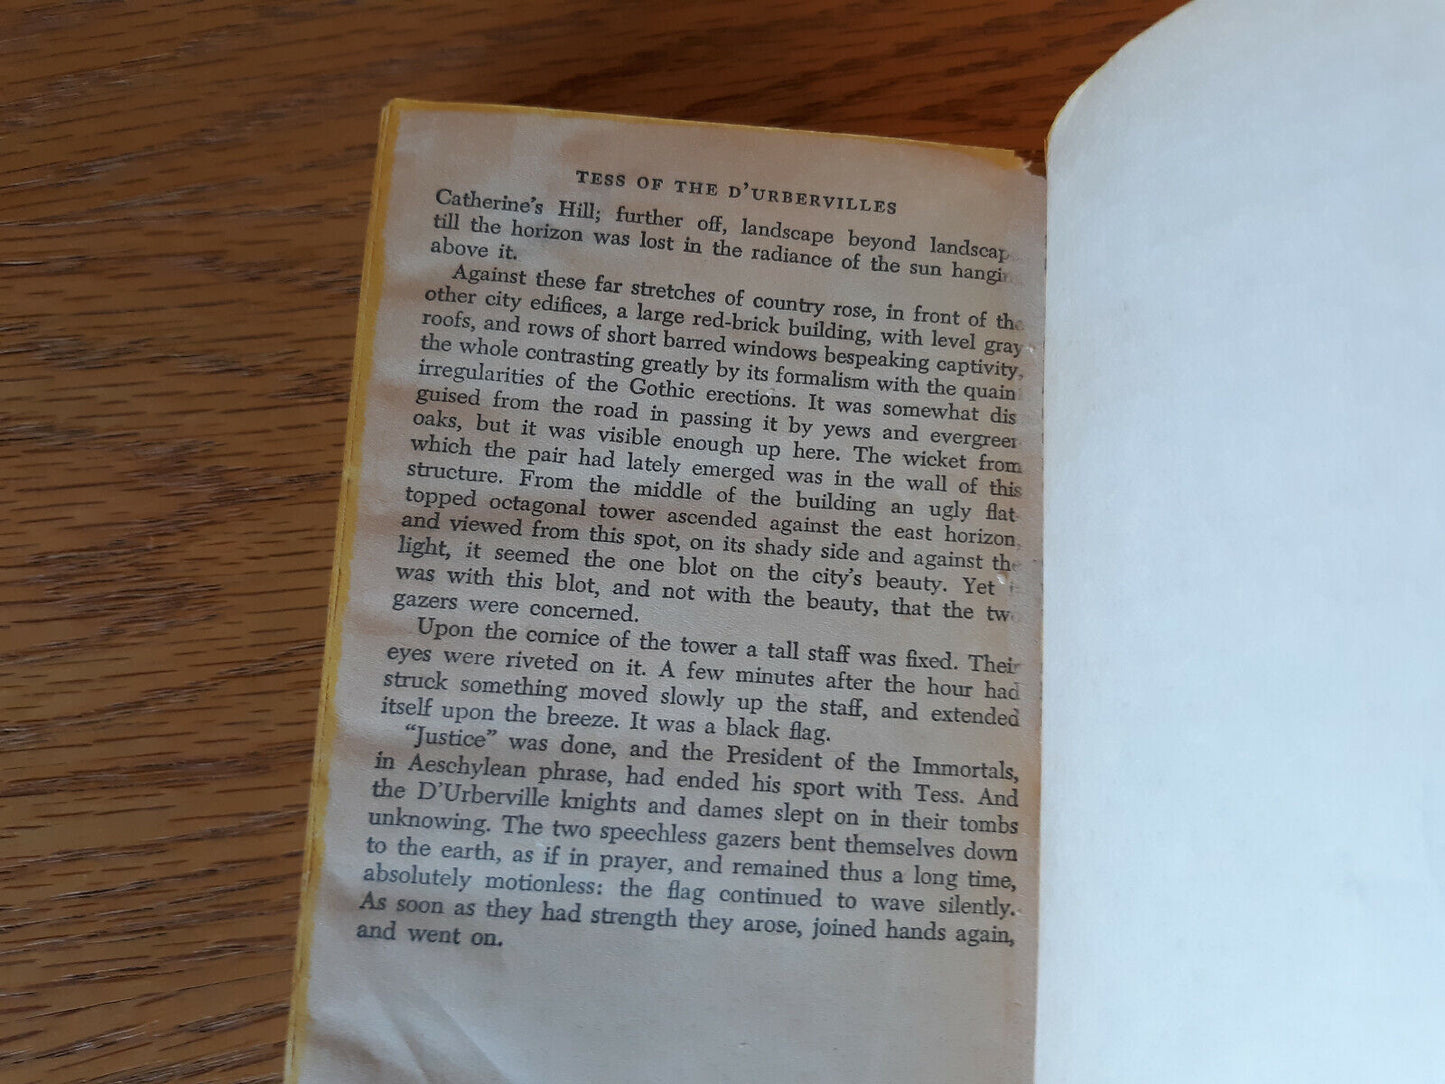 TESS OF THE D'URBERVILLES
Catherine's Hill; further off, landscape beyond landscap
till the horizon was lost in the radiance of the sun hangi
above it.
Against these far stretches of country rose, in front of the
other city edifices, a large red-brick building, with level gray
roofs, and rows of short barred windows bespeaking captivity,
the whole contrasting greatly by its formalism with the quain
irregularities of the Gothic erections. It was somewhat dis
guised from the road in passing it by yews and evergreen
oaks, but it was visible enough up here. The wicket from
which the pair had lately emerged was in the wall of this
structure. From the middle of the building an ugly flat-
topped octagonal tower ascended against the east horizon,
and viewed from this spot, on its shady side and against the
light, it seemed the one blot on the city's beauty. Yet
was with this blot, and not with the beauty, that the tw
gazers were concerned.
Upon the cornice of the tower a tall staff was fixed. Their
eyes were riveted on it. A few minutes after the hour had
struck something moved slowly up the staff, and extended
itself upon the breeze. It was a black flag.
"Justice" was done, and the President of the Immortals,
in Aeschylean phrase, had ended his sport with Tess. And
the D'Urberville knights and dames slept on in their tombs
unknowing. The two speechless gazers bent themselves down
to the earth, as if in prayer, and remained thus a long time,
absolutely motionless: the flag continued to wave silently.
As soon as they had strength they arose, joined hands again,
and went on.